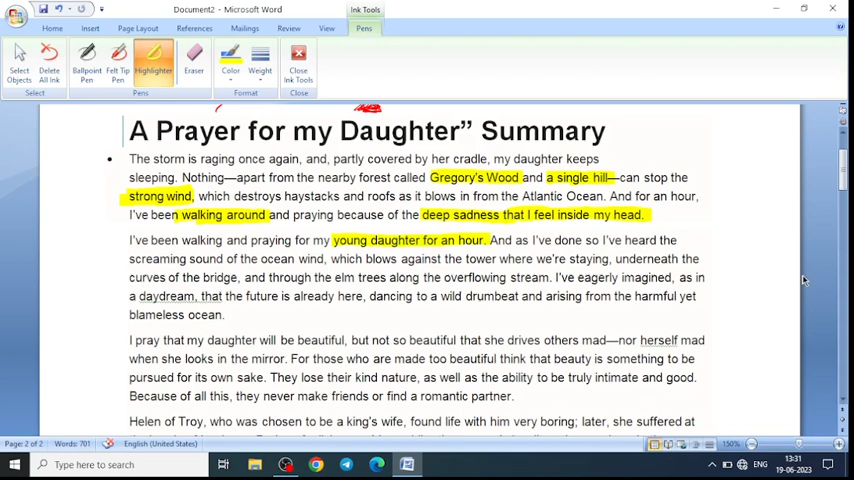 Document2 - Microsoft Word
Ink Tools
Home Insert Page Layout References Mailings Review View Pens
Select Objects
Delete All Ink
Ballpoint Pen
Felt Tip Pen
Highlighter
Eraser
Color
Weight
Close Ink Tools
Select Pens Format Close
A Prayer for my Daughter” Summary
• The storm is raging once again, and, partly covered by her cradle, my daughter keeps
sleeping. Nothing—apart from the nearby forest called Gregory’s Wood and a single hill—can stop the
strong wind, which destroys haystacks and roofs as it blows in from the Atlantic Ocean. And for an hour,
I’ve been walking around and praying because of the deep sadness that I feel inside my head.
I’ve been walking and praying for my young daughter for an hour. And as I’ve done so I’ve heard the
screaming sound of the ocean wind, which blows against the tower where we’re staying, underneath the
curves of the bridge, and through the elm trees along the overflowing stream. I’ve eagerly imagined, as in
a daydream, that the future is already here, dancing to a wild drumbeat and arising from the harmful yet
blameless ocean.
I pray that my daughter will be beautiful, but not so beautiful that she drives others mad—nor herself mad
when she looks in the mirror. For those who are made too beautiful think that beauty is something to be
pursued for its own sake. They lose their kind nature, as well as the ability to be truly intimate and good.
Because of all this, they never make friends or find a romantic partner.
Helen of Troy, who was chosen to be a king’s wife, found life with him very boring; later, she suffered at
Page: 2 of 2 Words: 701 English (United States) 150%
Type here to search
ENG
13:31
19-06-2023